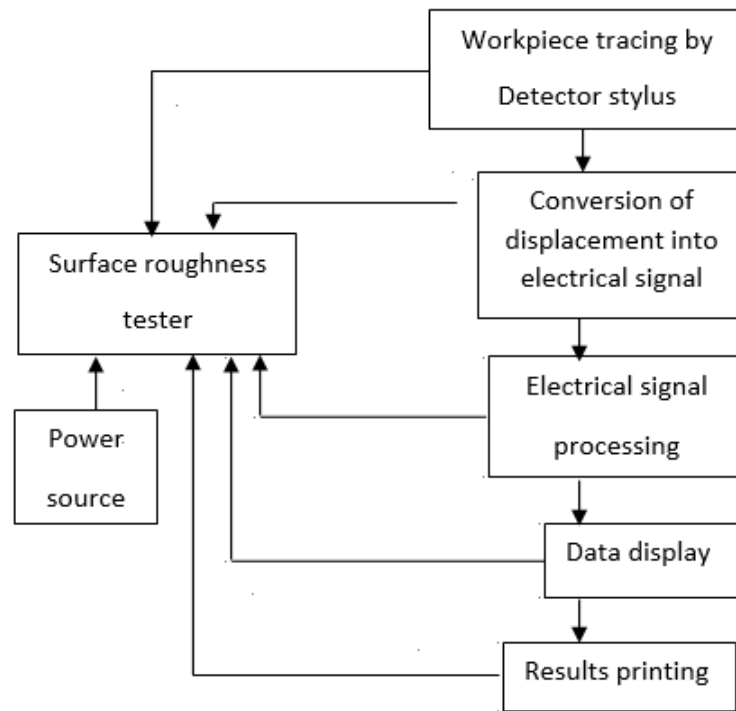 Workpiece tracing by
Detector stylus
Conversion of
displacement into
electrical signal
Surface roughness
tester
Electrical signal
processing
Power
source
Data display
Results printing